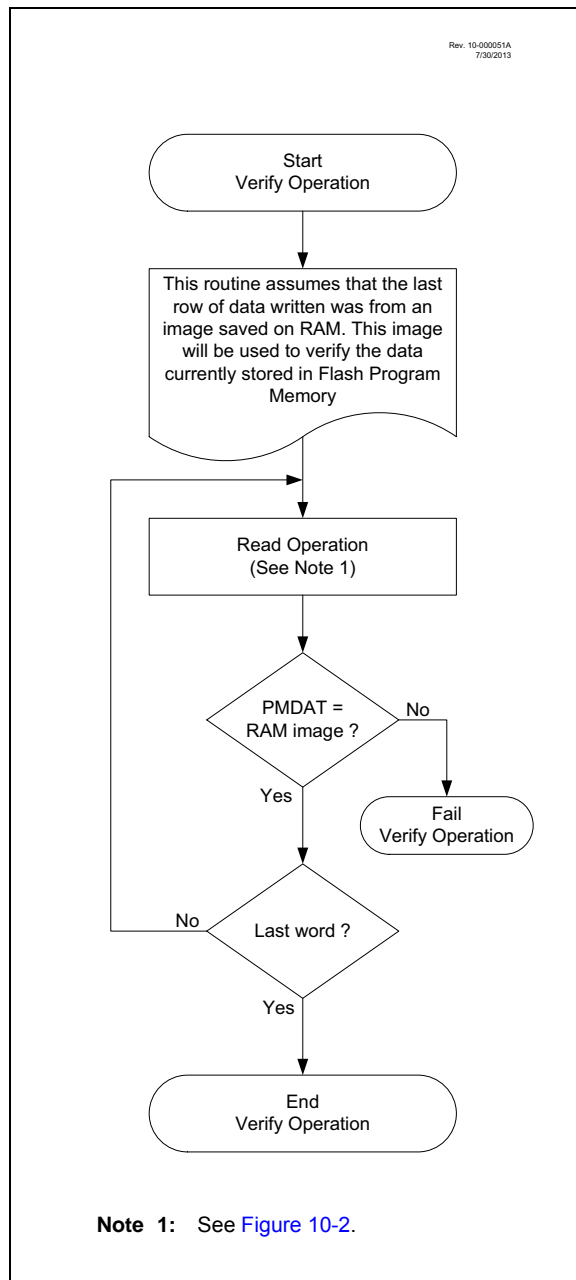 Rev. 10-000051A
7/30/2013
Start
Verify Operation
This routine assumes that the last
row of data written was from an
image saved on RAM. This image
will be used to verify the data
currently stored in Flash Program
Memory
Read Operation
(See Note 1)
PMDAT =
RAM image ?
No
Yes
Fail
Verify Operation
No
Last word ?
Yes
End
Verify Operation
Note 1: See Figure 10-2.